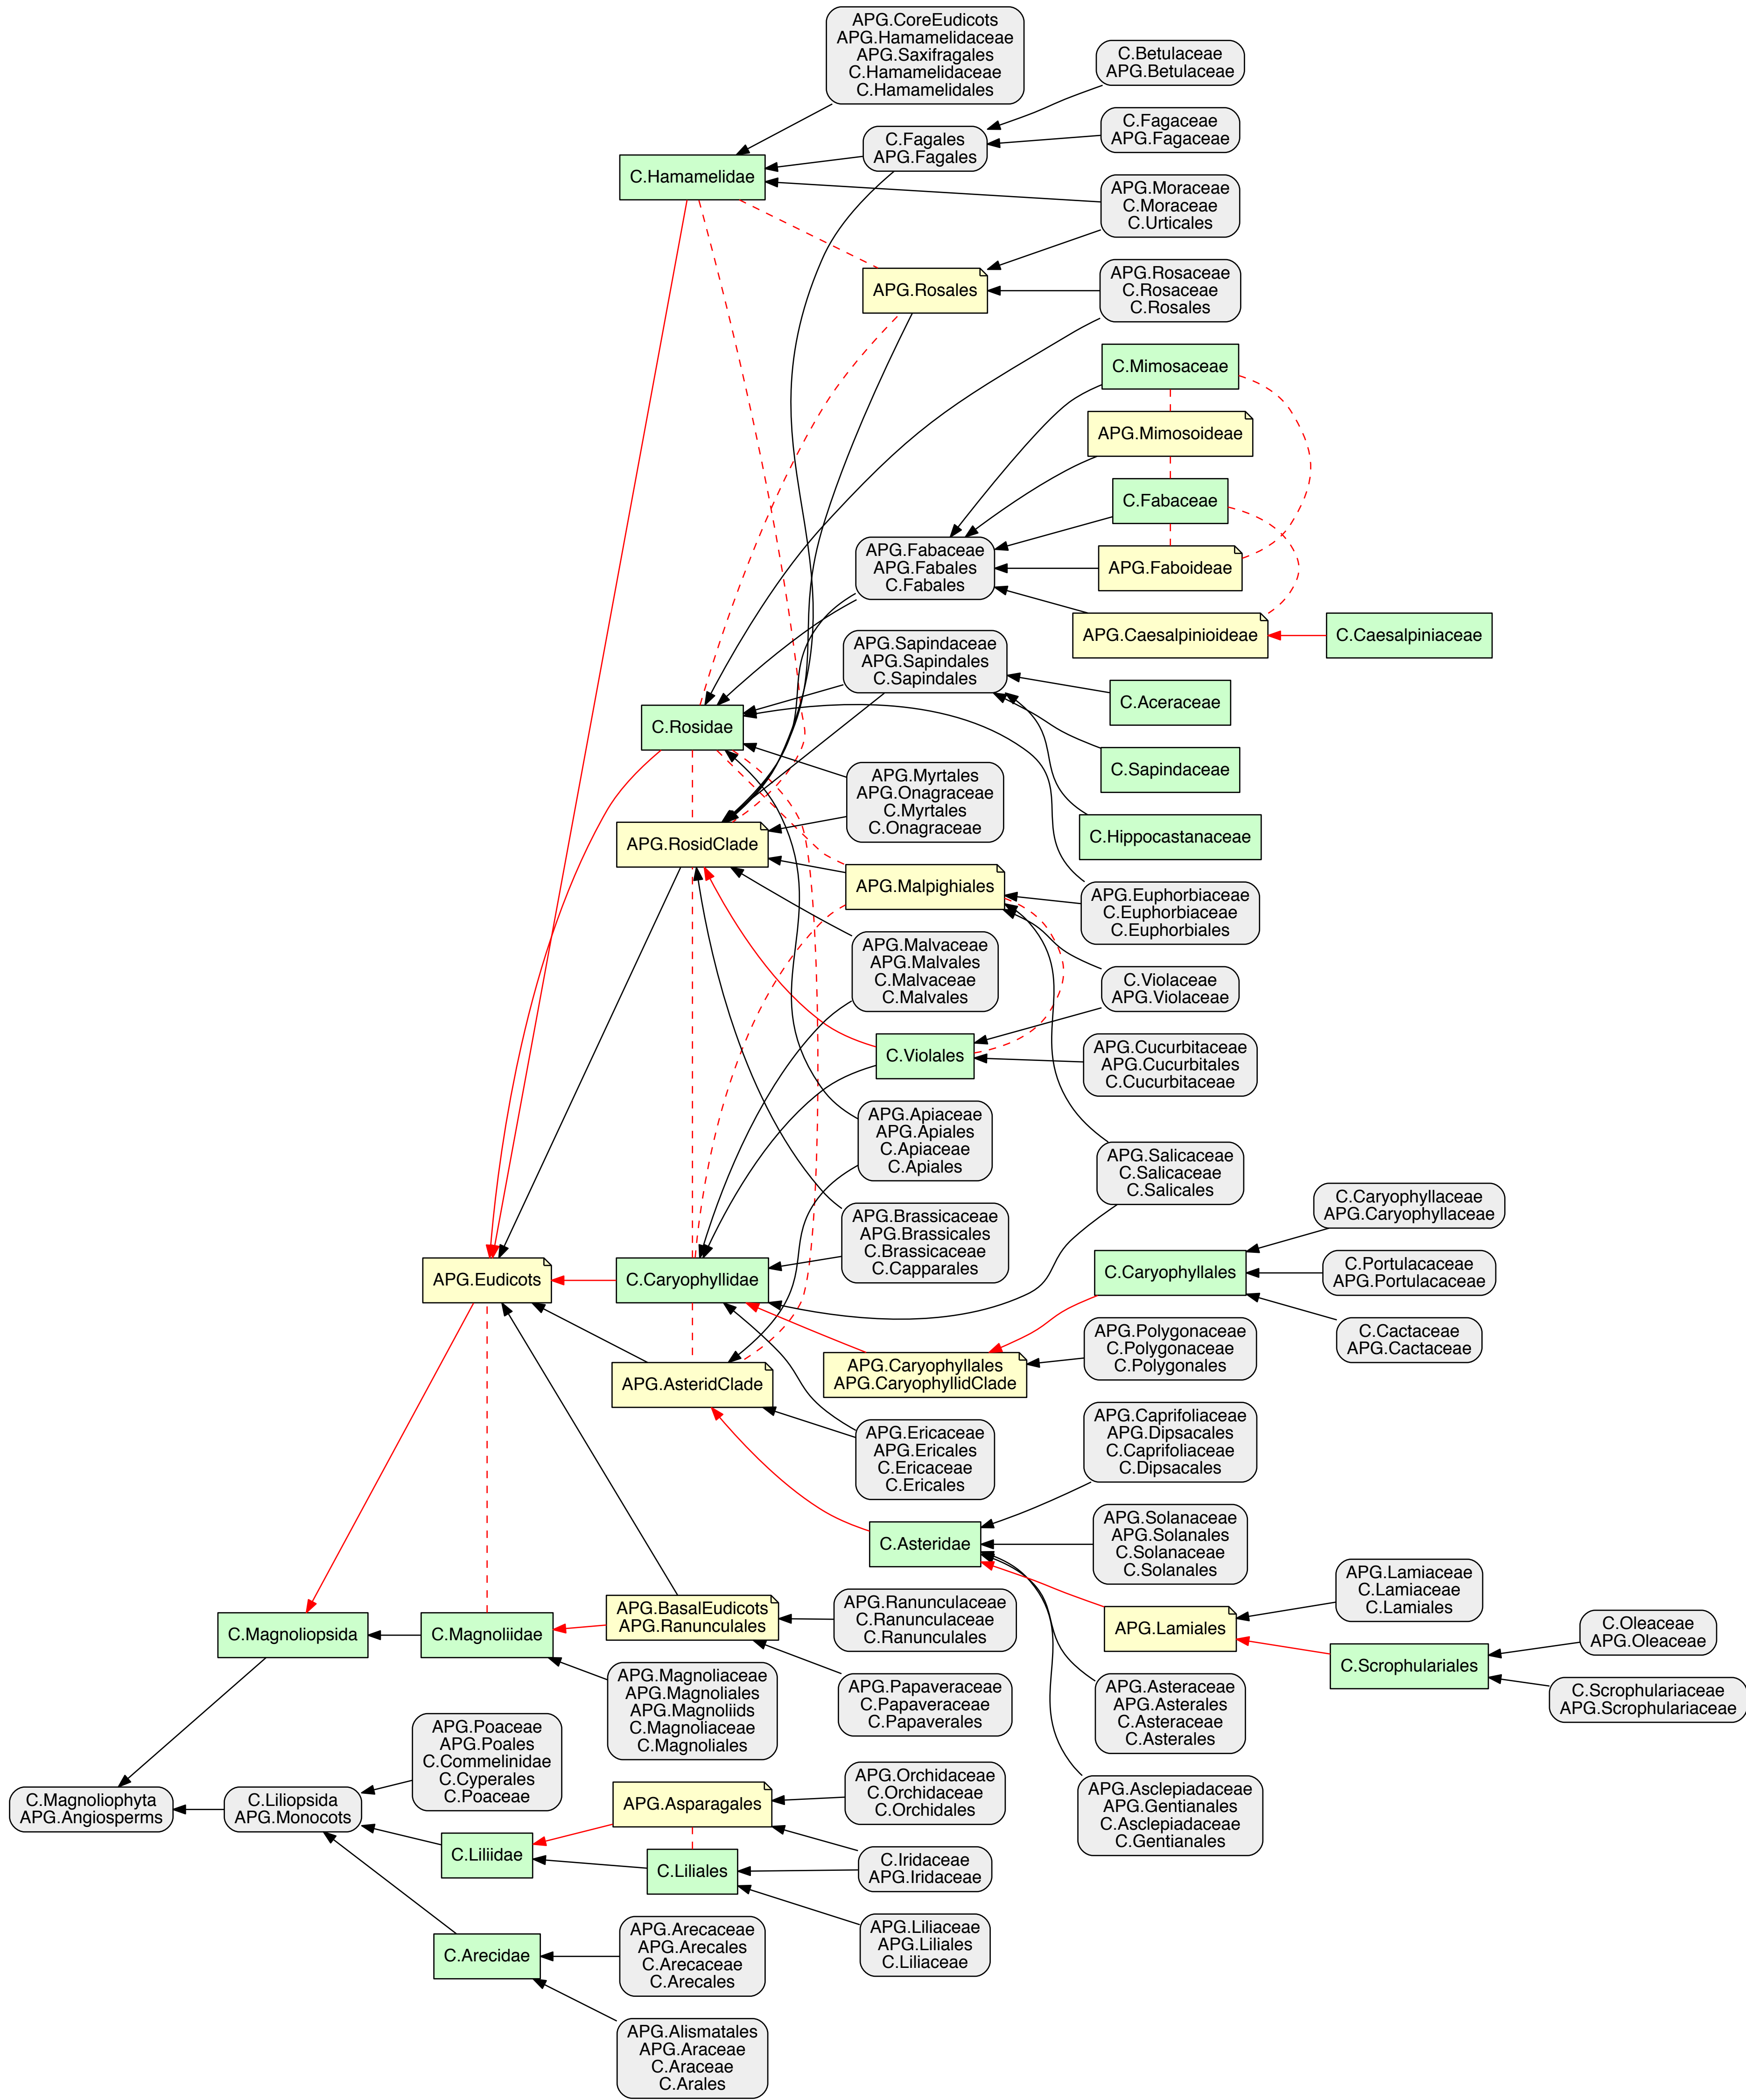 APG.CoreEudicots
APG.Hamamelidaceae
APG.Saxifragales
C.Hamamelidaceae
C.Hamamelidales
C.Betulaceae
APG.Betulaceae
C.Fagaceae
APG.Fagaceae
C.Fagales
APG.Fagales
C.Hamamelidae
APG.Moraceae
C.Moraceae
C.Urticales
APG.Rosales
APG.Rosaceae
C.Rosaceae
C.Rosales
C.Mimosaceae
APG.Mimosoideae
C.Fabaceae
APG.Fabaceae
APG.Fabales
C.Fabales
APG.Faboideae
APG.Caesalpinioideae
C.Caesalpiniaceae
APG.Sapindaceae
APG.Sapindales
C.Sapindales
C.Aceraceae
C.Rosidae
C.Sapindaceae
APG.Myrtales
APG.Onagraceae
C.Myrtales
C.Onagraceae
C.Hippocastanaceae
APG.RosidClade
APG.Malpighiales
APG.Euphorbiaceae
C.Euphorbiaceae
C.Euphorbiales
APG.Malvaceae
APG.Malvales
C.Malvaceae
C.Malvales
C.Violaceae
APG.Violaceae
C.Violales
APG.Cucurbitaceae
APG.Cucurbitales
C.Cucurbitaceae
APG.Apiaceae
APG.Apiales
C.Apiaceae
C.Apiales
APG.Salicaceae
C.Salicaceae
C.Salicales
C.Caryophyllaceae
APG.Caryophyllaceae
APG.Brassicaceae
APG.Brassicales
C.Brassicaceae
C.Capparales
APG.Eudicots
C.Caryophyllidae
C.Caryophyllales
C.Portulacaceae
APG.Portulacaceae
C.Cactaceae
APG.Cactaceae
APG.Polygonaceae
C.Polygonaceae
C.Polygonales
APG.Caryophyllales
APG.CaryophyllidClade
APG.AsteridClade
APG.Caprifoliaceae
APG.Dipsacales
C.Caprifoliaceae
C.Dipsacales
APG.Ericaceae
APG.Ericales
C.Ericaceae
C.Ericales
APG.Solanaceae
APG.Solanales
C.Solanaceae
C.Solanales
C.Asteridae
APG.Lamiaceae
C.Lamiaceae
C.Lamiales
APG.BasalEudicots
APG.Ranunculales
APG.Ranunculaceae
C.Ranunculaceae
C.Ranunculales
C.Magnoliopsida
C.Magnoliidae
APG.Lamiales
C.Oleaceae
APG.Oleaceae
C.Scrophulariales
C.Scrophulariaceae
APG.Scrophulariaceae
APG.Magnoliaceae
APG.Magnoliales
APG.Magnoliids
C.Magnoliaceae
C.Magnoliales
APG.Papaveraceae
C.Papaveraceae
C.Papaverales
APG.Asteraceae
APG.Asterales
C.Asteraceae
C.Asterales
APG.Poaceae
APG.Poales
C.Commelinidae
C.Cyperales
C.Poaceae
C.Magnoliophyta
APG.Angiosperms
C.Liliopsida
APG.Monocots
APG.Asparagales
APG.Orchidaceae
C.Orchidaceae
C.Orchidales
APG.Asclepiadaceae
APG.Gentianales
C.Asclepiadaceae
C.Gentianales
C.Liliidae
C.Liliales
C.Iridaceae
APG.Iridaceae
APG.Liliaceae
APG.Liliales
C.Liliaceae
C.Arecidae
APG.Arecaceae
APG.Arecales
C.Arecaceae
C.Arecales
APG.Alismatales
APG.Araceae
C.Araceae
C.Arales